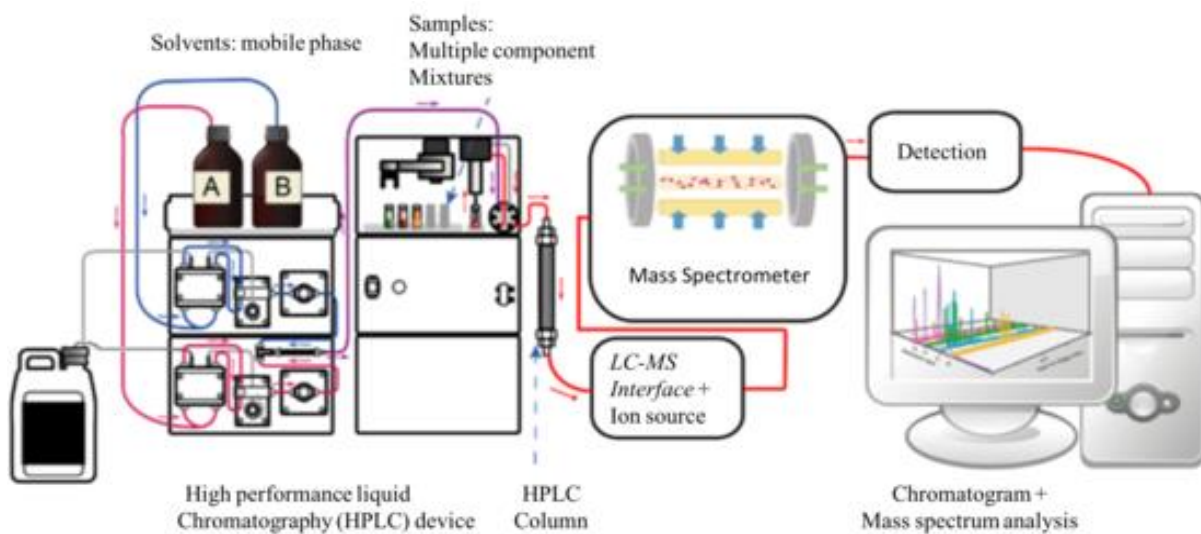 Solvents: mobile phase
Samples:
Multiple component
Mixtures
A
B
Mass Spectrometer
Detection
LC-MS
Interface +
Ion source
High performance liquid
Chromatography (HPLC) device
HPLC
Column
Chromatogram +
Mass spectrum analysis